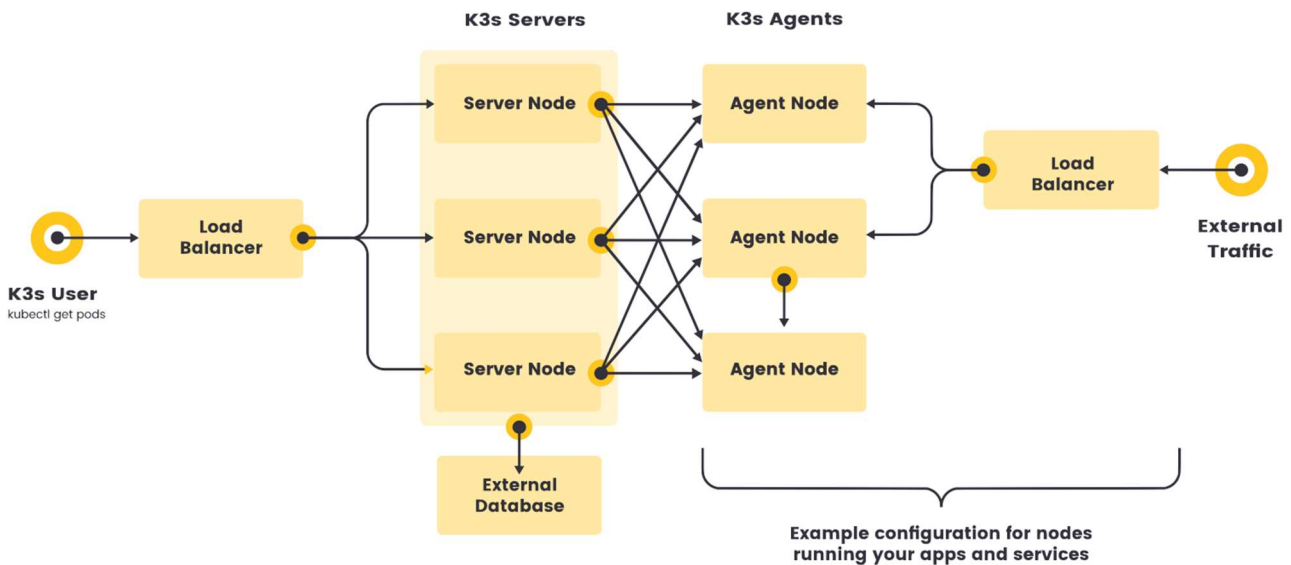 K3s Servers
K3s Agents
Server Node
Agent Node
Load
Balancer
External
Traffic
Load
Balancer
Server Node
Agent Node
K3s User
kubectl get pods
Server Node
Agent Node
External
Database
Example configuration for nodes
running your apps and services